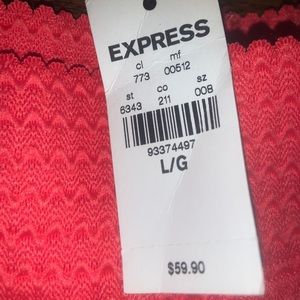 EXPRESS
cl mf
773 00512
st co sz
6343 211 00B
93374497
L/G
$59.90